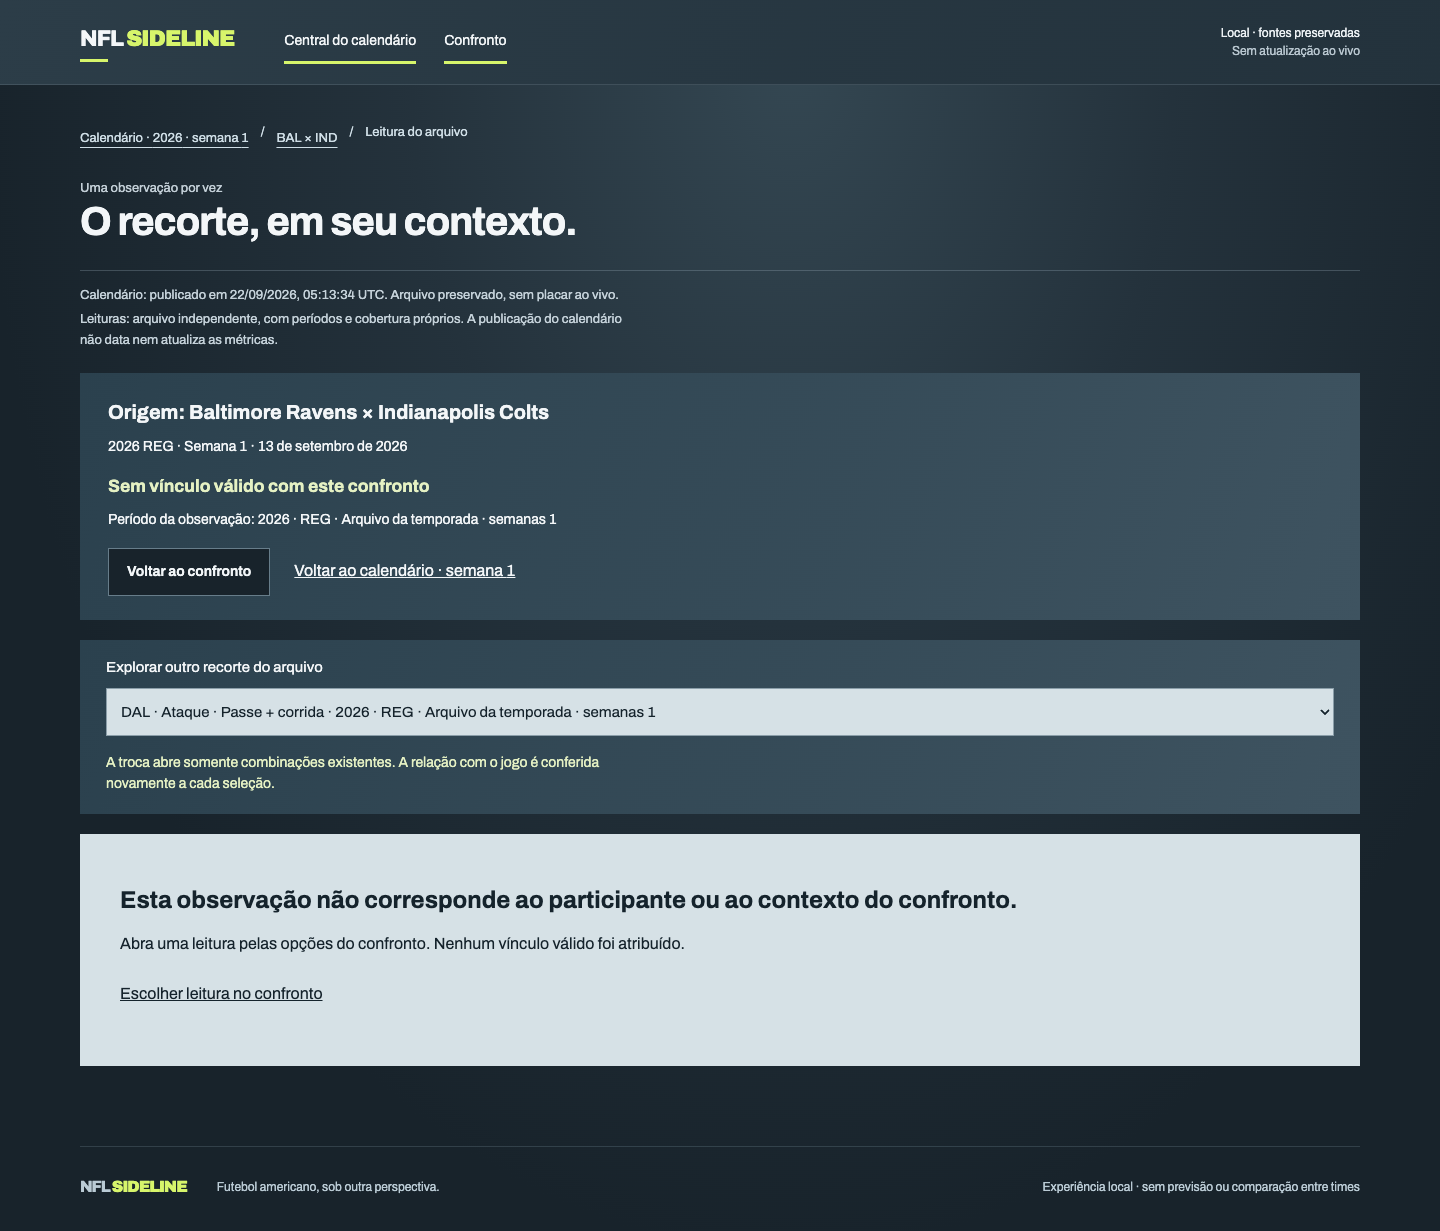 NFL SIDELINE
Central do calendário
Confronto
Local · fontes preservadas
Sem atualização ao vivo
Calendário · 2026 · semana 1 / BAL × IND / Leitura do arquivo
Uma observação por vez
O recorte, em seu contexto.
Calendário: publicado em 22/09/2026, 05:13:34 UTC. Arquivo preservado, sem placar ao vivo.
Leituras: arquivo independente, com períodos e cobertura próprios. A publicação do calendário
não data nem atualiza as métricas.
Origem: Baltimore Ravens × Indianapolis Colts
2026 REG · Semana 1 · 13 de setembro de 2026
Sem vínculo válido com este confronto
Período da observação: 2026 · REG · Arquivo da temporada · semanas 1
Voltar ao confronto
Voltar ao calendário · semana 1
Explorar outro recorte do arquivo
DAL · Ataque · Passe + corrida · 2026 · REG · Arquivo da temporada · semanas 1
A troca abre somente combinações existentes. A relação com o jogo é conferida
novamente a cada seleção.
Esta observação não corresponde ao participante ou ao contexto do confronto.
Abra uma leitura pelas opções do confronto. Nenhum vínculo válido foi atribuído.
Escolher leitura no confronto
NFL SIDELINE
Futebol americano, sob outra perspectiva.
Experiência local · sem previsão ou comparação entre times